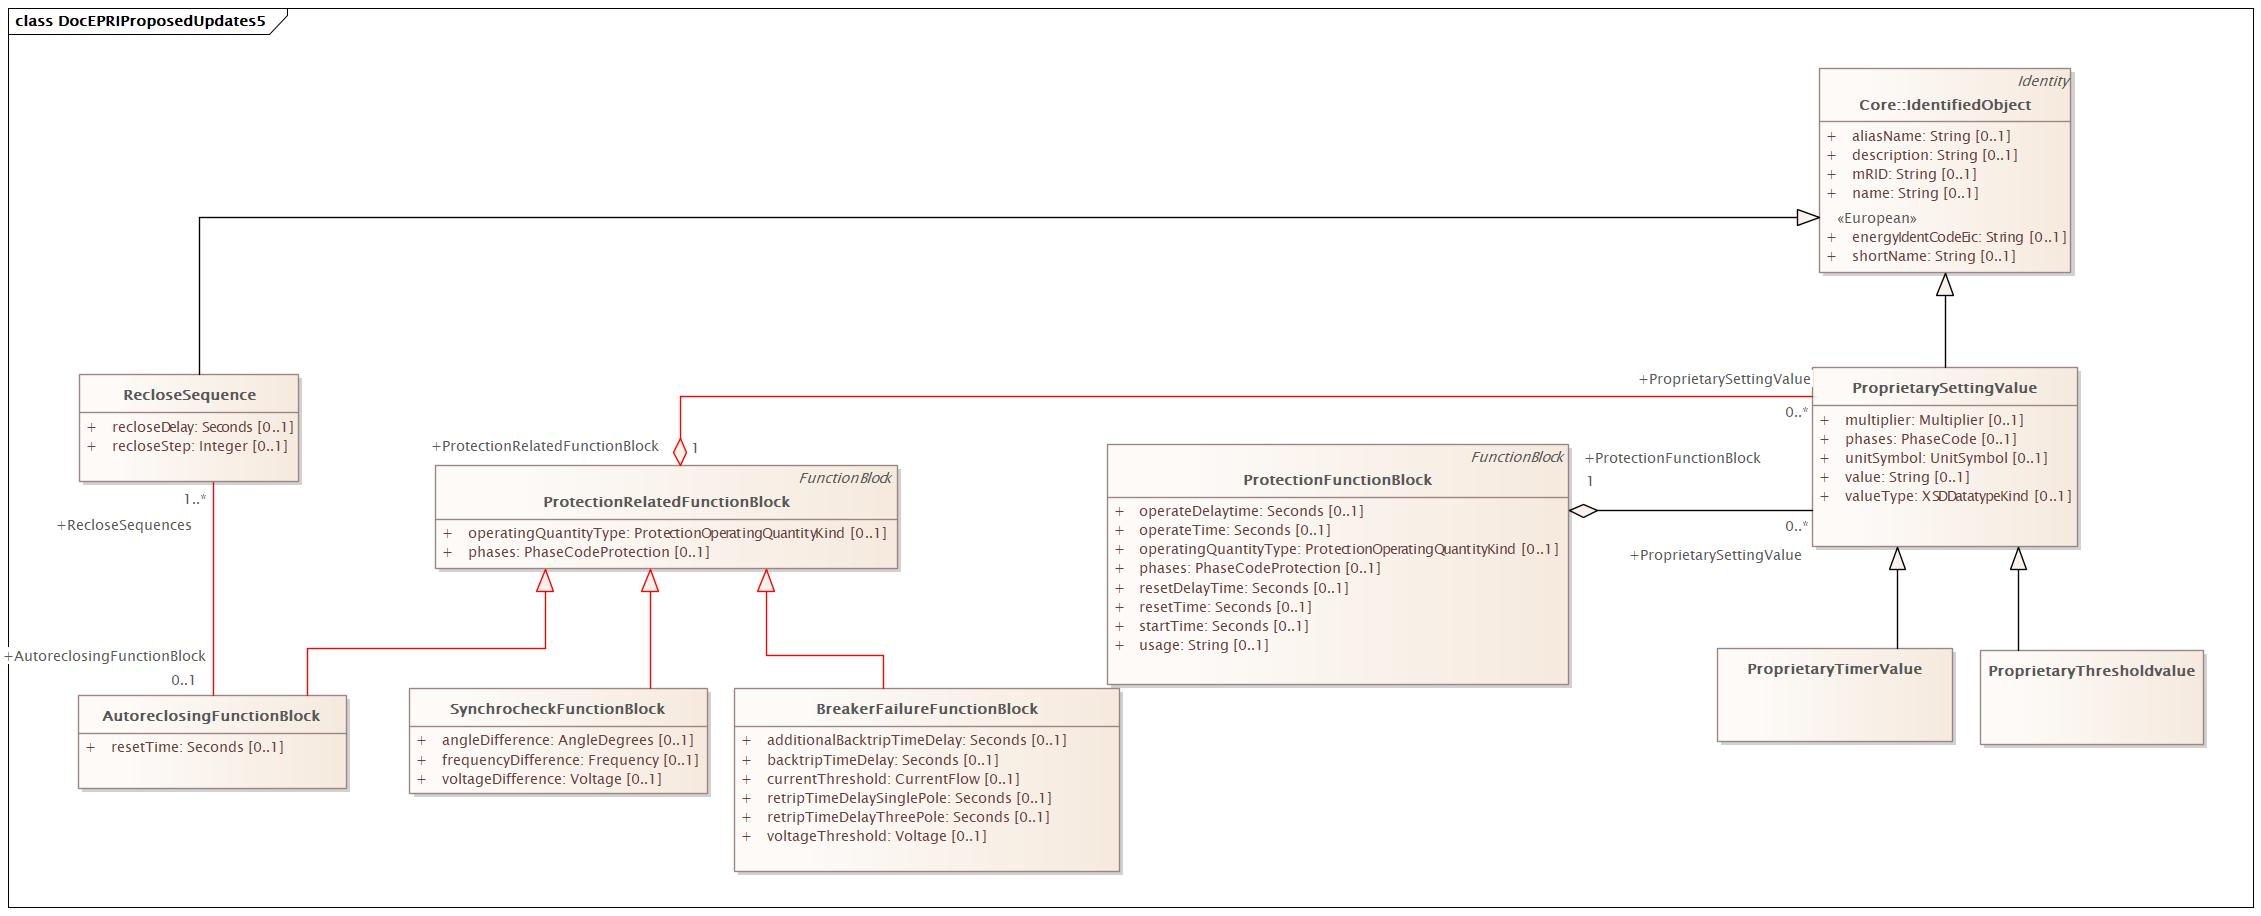 class DocEPRIProposedUpdates5
Identity
Core::IdentifiedObject
+ aliasName: String [0..1]
+ description: String [0..1]
+ mRID: String [0..1]
+ name: String [0..1]
«European»
+ energyIdentCodeEic: String [0..1]
+ shortName: String [0..1]
RecloseSequence
+ recloseDelay: Seconds [0..1]
+ recloseStep: Integer [0..1]
1..*
+RecloseSequences
+AutoreclosingFunctionBlock
0..1
AutoreclosingFunctionBlock
+ resetTime: Seconds [0..1]
+ProtectionRelatedFunctionBlock
1
FunctionBlock
ProtectionRelatedFunctionBlock
+ operatingQuantityType: ProtectionOperatingQuantityKind [0..1]
+ phases: PhaseCodeProtection [0..1]
SynchrocheckFunctionBlock
+ angleDifference: AngleDegrees [0..1]
+ frequencyDifference: Frequency [0..1]
+ voltageDifference: Voltage [0..1]
BreakerFailureFunctionBlock
+ additionalBacktripTimeDelay: Seconds [0..1]
+ backtripTimeDelay: Seconds [0..1]
+ currentThreshold: CurrentFlow [0..1]
+ retripTimeDelaySinglePole: Seconds [0..1]
+ retripTimeDelayThreePole: Seconds [0..1]
+ voltageThreshold: Voltage [0..1]
FunctionBlock
ProtectionFunctionBlock
+ operateDelaytime: Seconds [0..1]
+ operateTime: Seconds [0..1]
+ operatingQuantityType: ProtectionOperatingQuantityKind [0..1]
+ phases: PhaseCodeProtection [0..1]
+ resetDelayTime: Seconds [0..1]
+ resetTime: Seconds [0..1]
+ startTime: Seconds [0..1]
+ usage: String [0..1]
+ProprietarySettingValue
0..*
+ProtectionFunctionBlock
1
0..*
+ProprietarySettingValue
ProprietarySettingValue
+ multiplier: Multiplier [0..1]
+ phases: PhaseCode [0..1]
+ unitSymbol: UnitSymbol [0..1]
+ value: String [0..1]
+ valueType: XSDDatatypeKind [0..1]
ProprietaryTimerValue
ProprietaryThresholdvalue